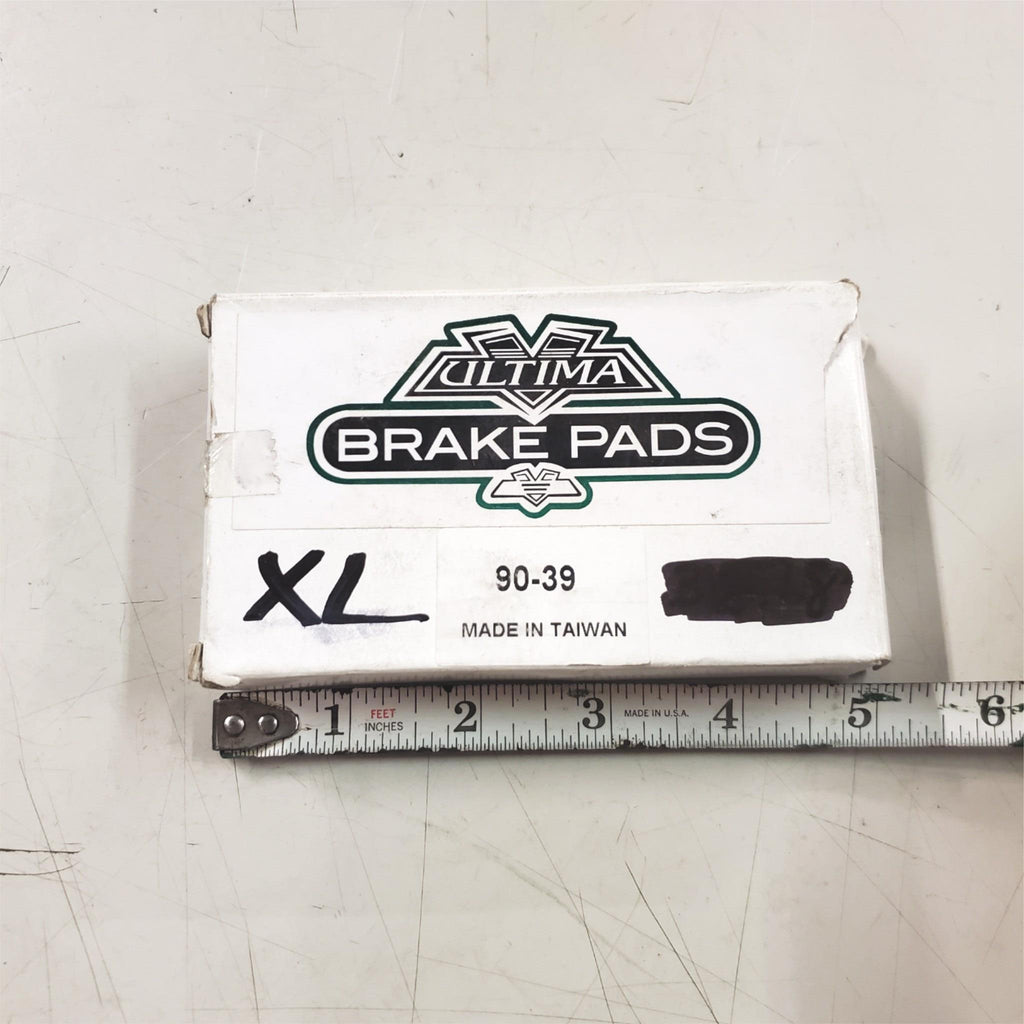 ULTIMA
BRAKE PADS
XL
90-39
MADE IN TAIWAN
1 FEET 2 3 MADE IN U.S.A. 4 5 6
INCHES